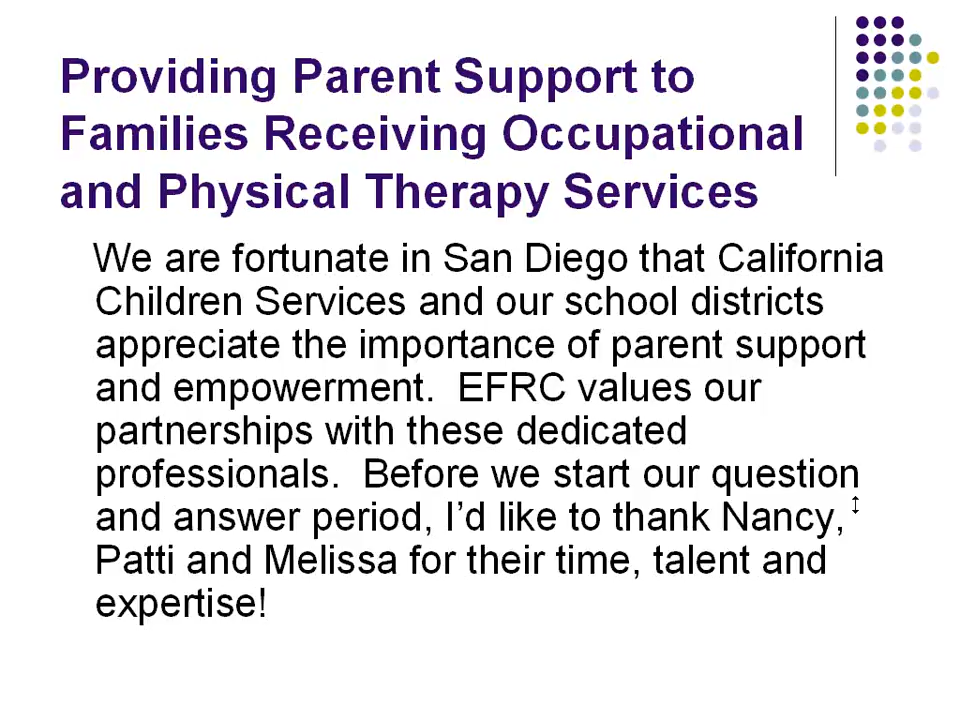 Providing Parent Support to
Families Receiving Occupational
and Physical Therapy Services
We are fortunate in San Diego that California
Children Services and our school districts
appreciate the importance of parent support
and empowerment.  EFRC values our
partnerships with these dedicated
professionals.  Before we start our question
and answer period, I’d like to thank Nancy,
Patti and Melissa for their time, talent and
expertise!